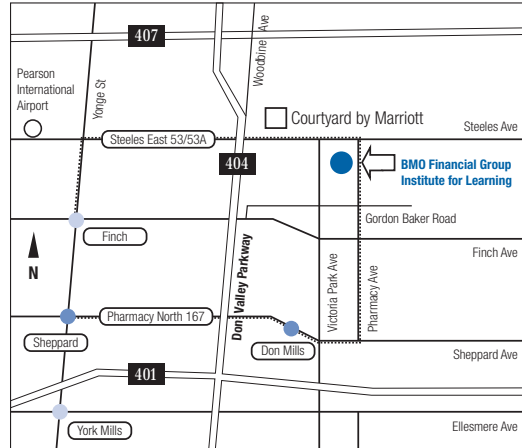 407
Woodbine Ave
Pearson
International
Airport
Yonge St
Courtyard by Marriott
Steeles Ave
Steeles East 53/53A
404
BMO Financial Group
Institute for Learning
Gordon Baker Road
Finch
Finch Ave
N
Don Valley Parkway
Victoria Park Ave
Pharmacy Ave
Pharmacy North 167
Don Mills
Sheppard
Sheppard Ave
401
York Mills
Ellesmere Ave